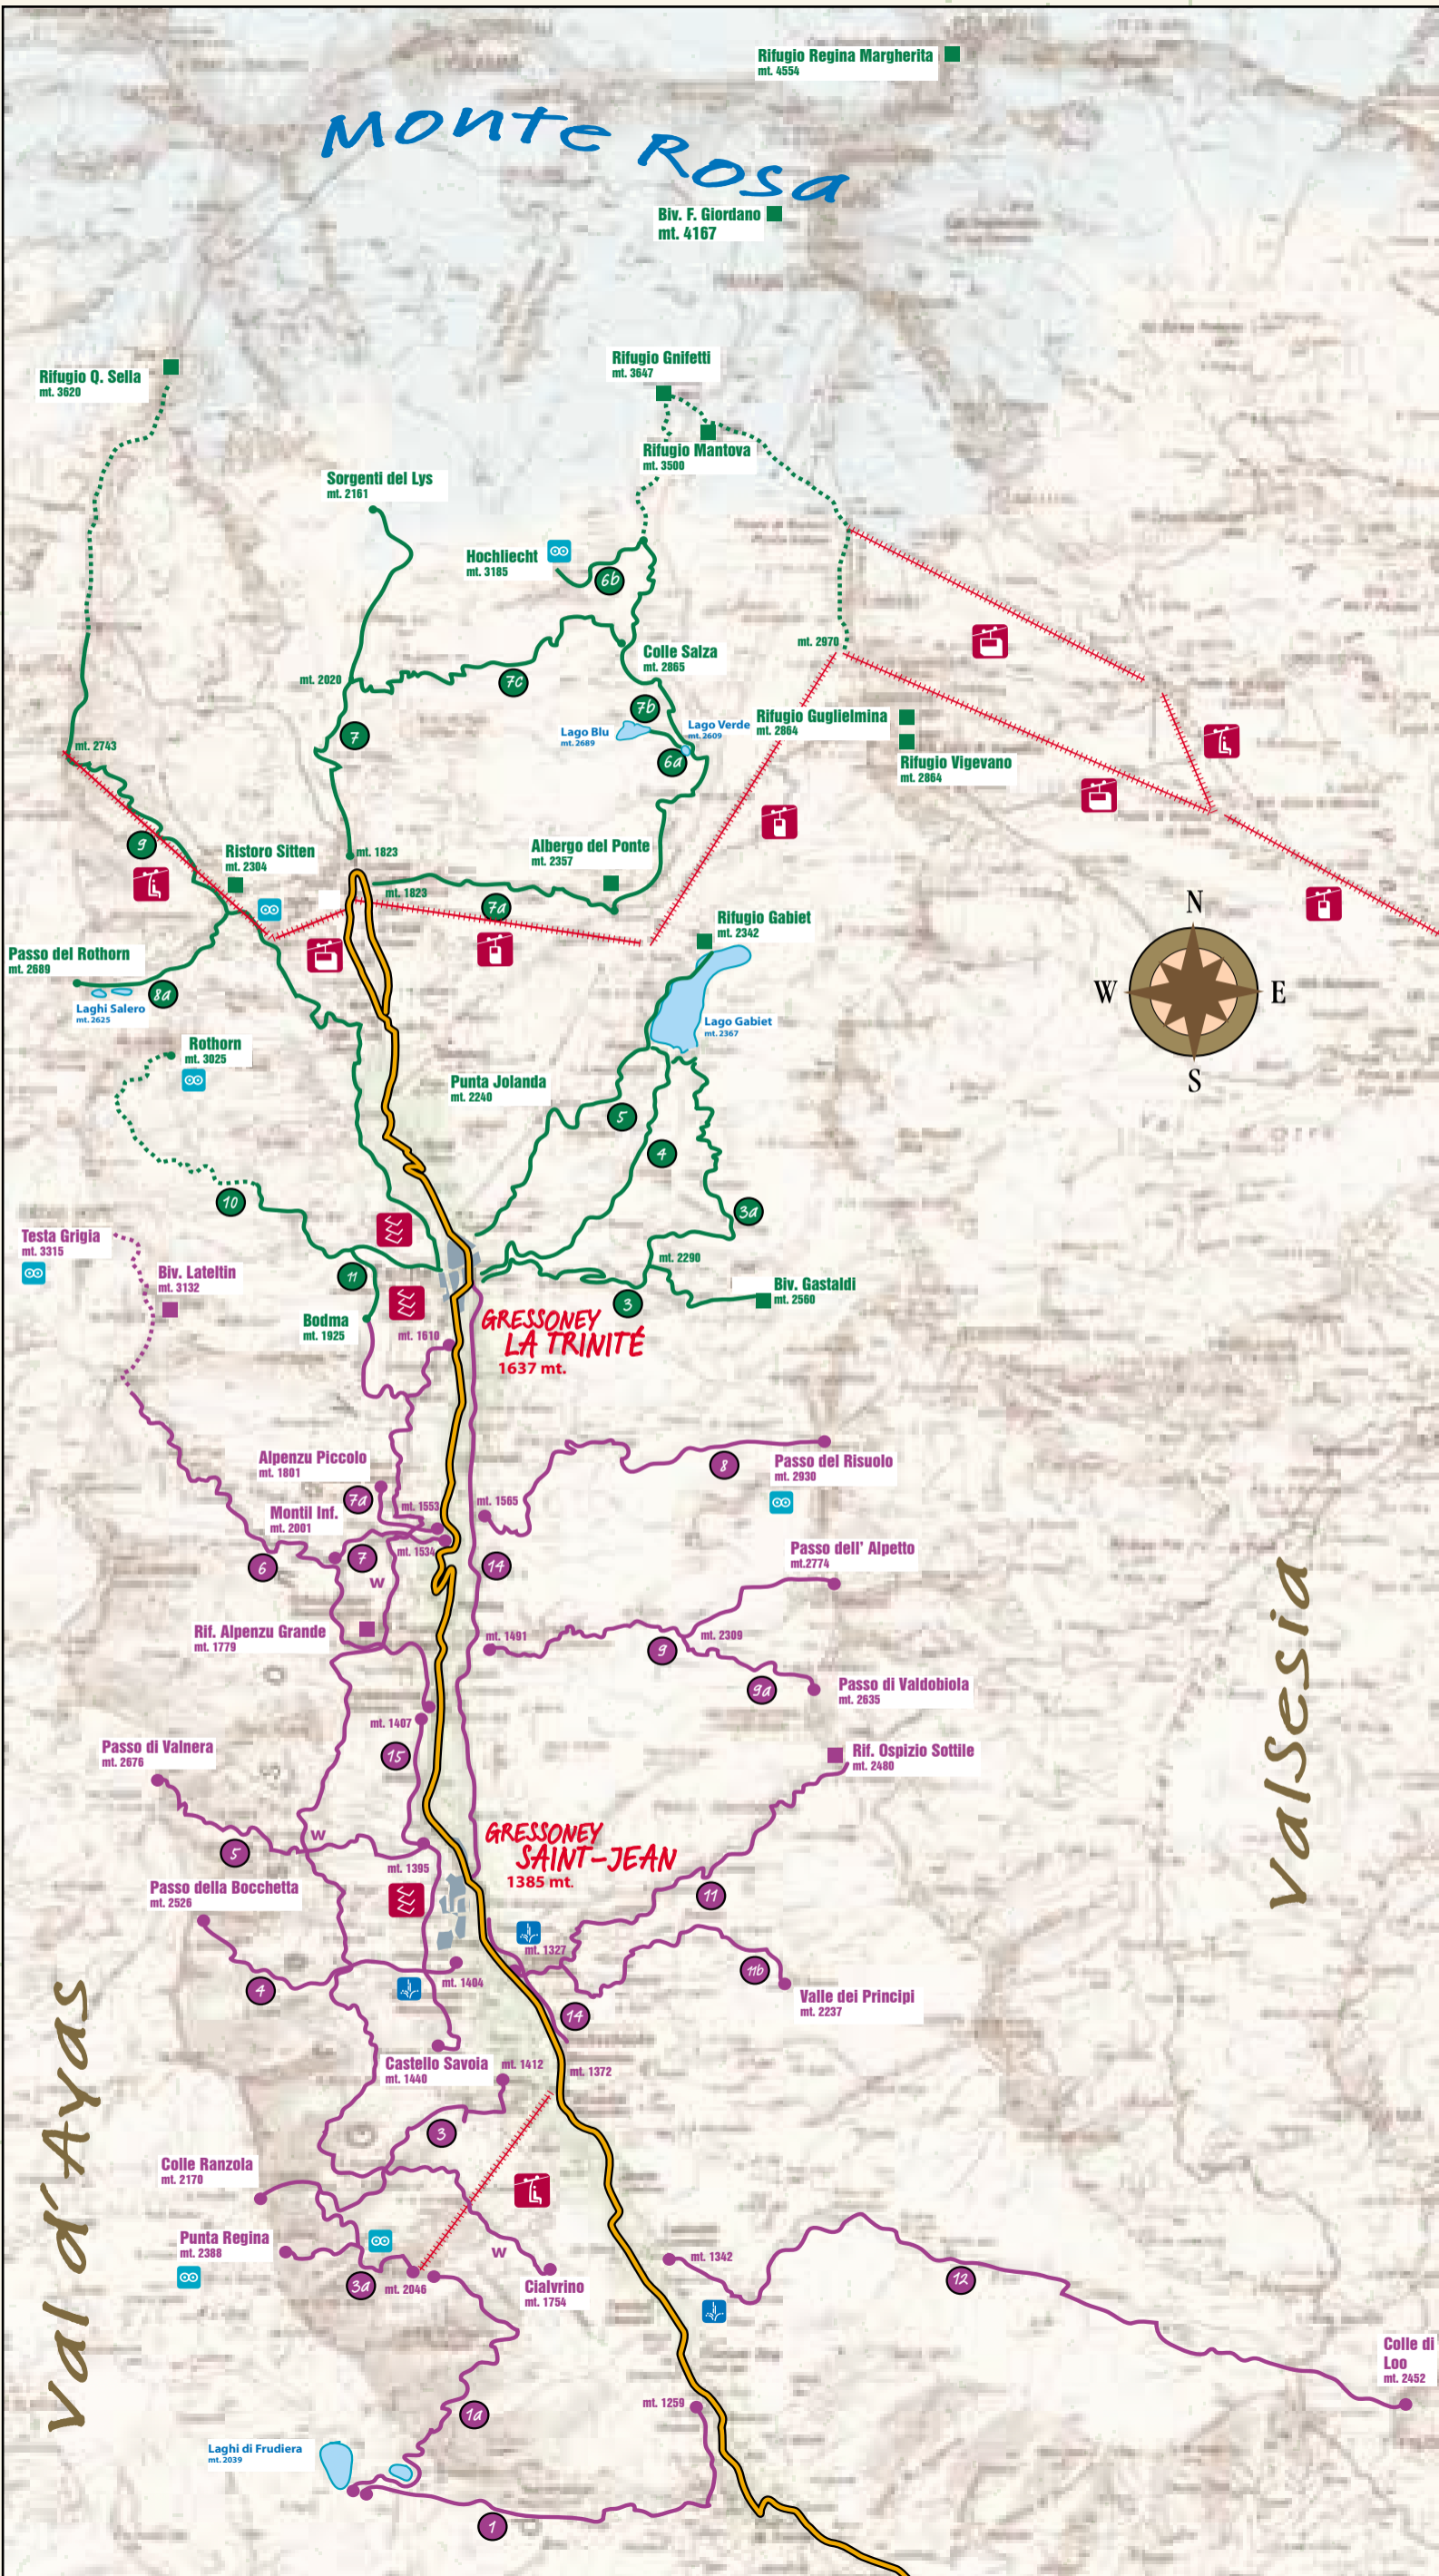 Rifugio Regina Margherita
mt. 4554
Monte Rosa
Biv. F. Giordano
mt. 4167
Rifugio Gnifetti
mt. 3647
Rifugio Q. Sella
mt. 3620
Rifugio Mantova
mt. 3500
Sorgenti del Lys
mt. 2161
Hochliecht
mt. 3185
6b
mt. 2970
Colle Salza
mt. 2865
mt. 2020
7c
7b
Rifugio Guglielmina
mt. 2864
Lago Verde
mt. 2609
Lago Blu
mt. 2689
7
mt. 2743
6a
Rifugio Vigevano
mt. 2864
9
Ristoro Sitten
mt. 2304
mt. 1823
Albergo del Ponte
mt. 2357
mt. 1823
7a
N
W
E
S
Rifugio Gabiet
mt. 2342
Passo del Rothorn
mt. 2689
8a
Laghi Salero
mt. 2625
Lago Gabiet
mt. 2367
Rothorn
mt. 3025
Punta Jolanda
mt. 2240
5
4
10
3a
Testa Grigia
mt. 3315
Biv. Lateltin
mt. 3132
11
mt. 2290
Biv. Gastaldi
mt. 2560
3
Bodma
mt. 1925
mt. 1610
GRESSONEY
LA TRINITÉ
1637 mt.
Alpenzu Piccolo
mt. 1801
8
Passo del Risuolo
mt. 2930
7a
mt. 1553
mt. 1565
Montil Inf.
mt. 2001
mt. 1534
6
7
W
14
Passo dell' Alpetto
mt.2774
Rif. Alpenzu Grande
mt. 1779
mt. 1491
mt. 2309
9
9a
Passo di Valdobiola
mt. 2635
mt. 1407
15
Passo di Valnera
mt. 2676
Rif. Ospizio Sottile
mt. 2480
Valsesia
W
5
GRESSONEY
SAINT-JEAN
1385 mt.
mt. 1395
Passo della Bocchetta
mt. 2526
11
mt. 1327
4
mt. 1404
11b
Valle dei Principi
mt. 2237
14
Castello Savoia
mt. 1440
mt. 1412
mt. 1372
3
Val d'Ayas
Colle Ranzola
mt. 2170
Punta Regina
mt. 2388
W
mt. 1342
3a
mt. 2046
Cialvrino
mt. 1754
12
Colle di
Loo
mt. 2452
1a
mt. 1259
Laghi di Frudiera
mt. 2039
1